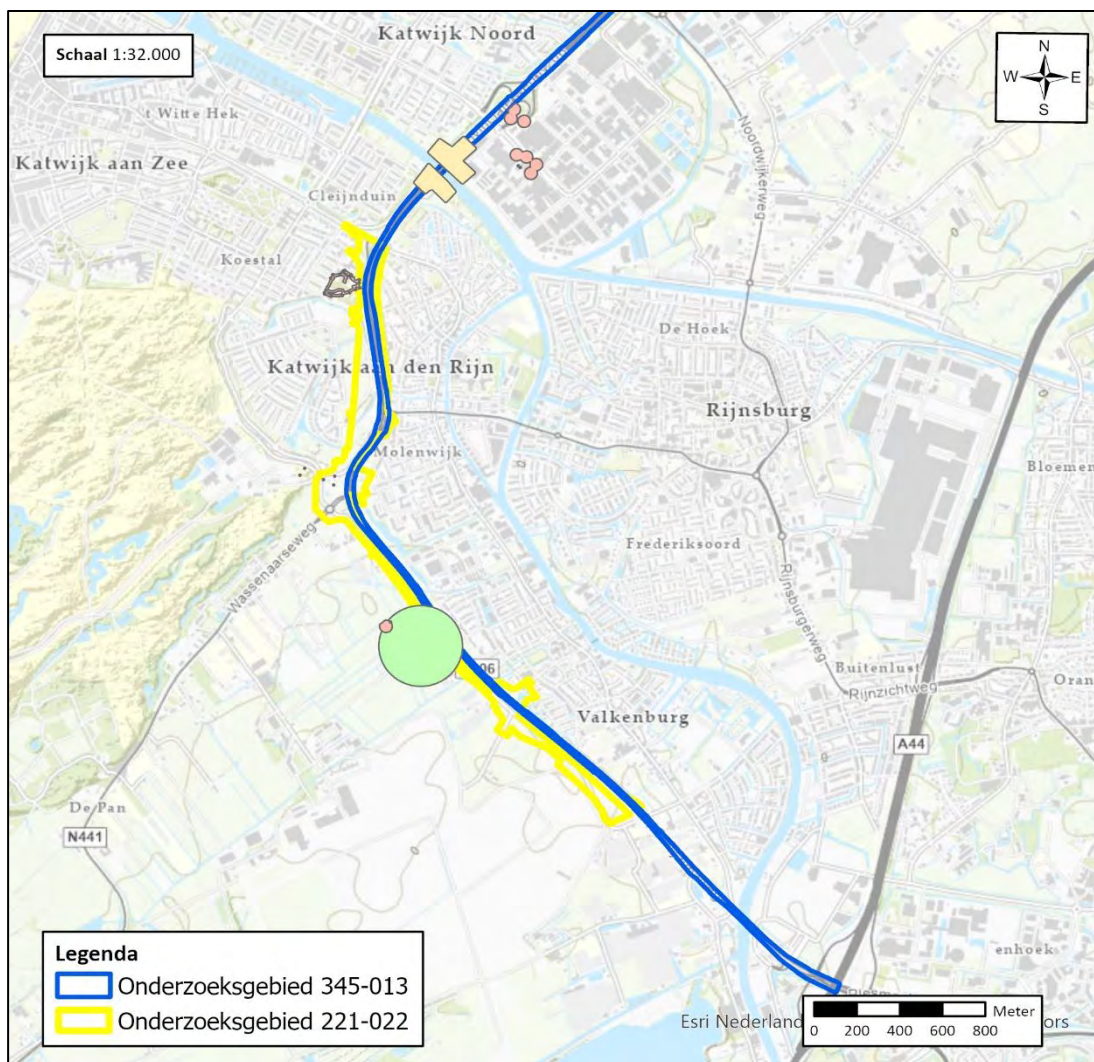 Katwijk Noord
Schaal 1:32.000
N
W E
S
't Witte Hek
Katwijk aan Zee
Cleijnduin
Noordwijkerweg
Koestal
De Hoek
Katwijk aan den Rijn
Rijnsburg
Molenwijk
Bloemen
Wassenaarseweg
Frederiksoord
Rijnsburgerweg
Buitenlust
Oran
Rijnzichtweg
06
Valkenburg
A44
De Pan
N441
Legenda
Onderzoeksgebied 345-013
Onderzoeksgebied 221-022
enhoek
Meter
0 200 400 600 800
Esri Nederland
ors